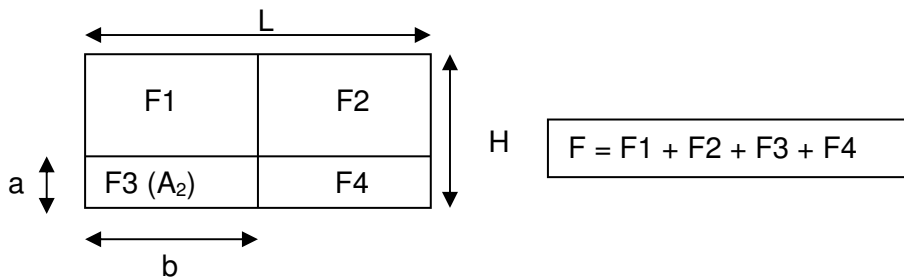 L
F1 F2
H
F = F1 + F2 + F3 + F4
a
F3 (A₂) F4
b